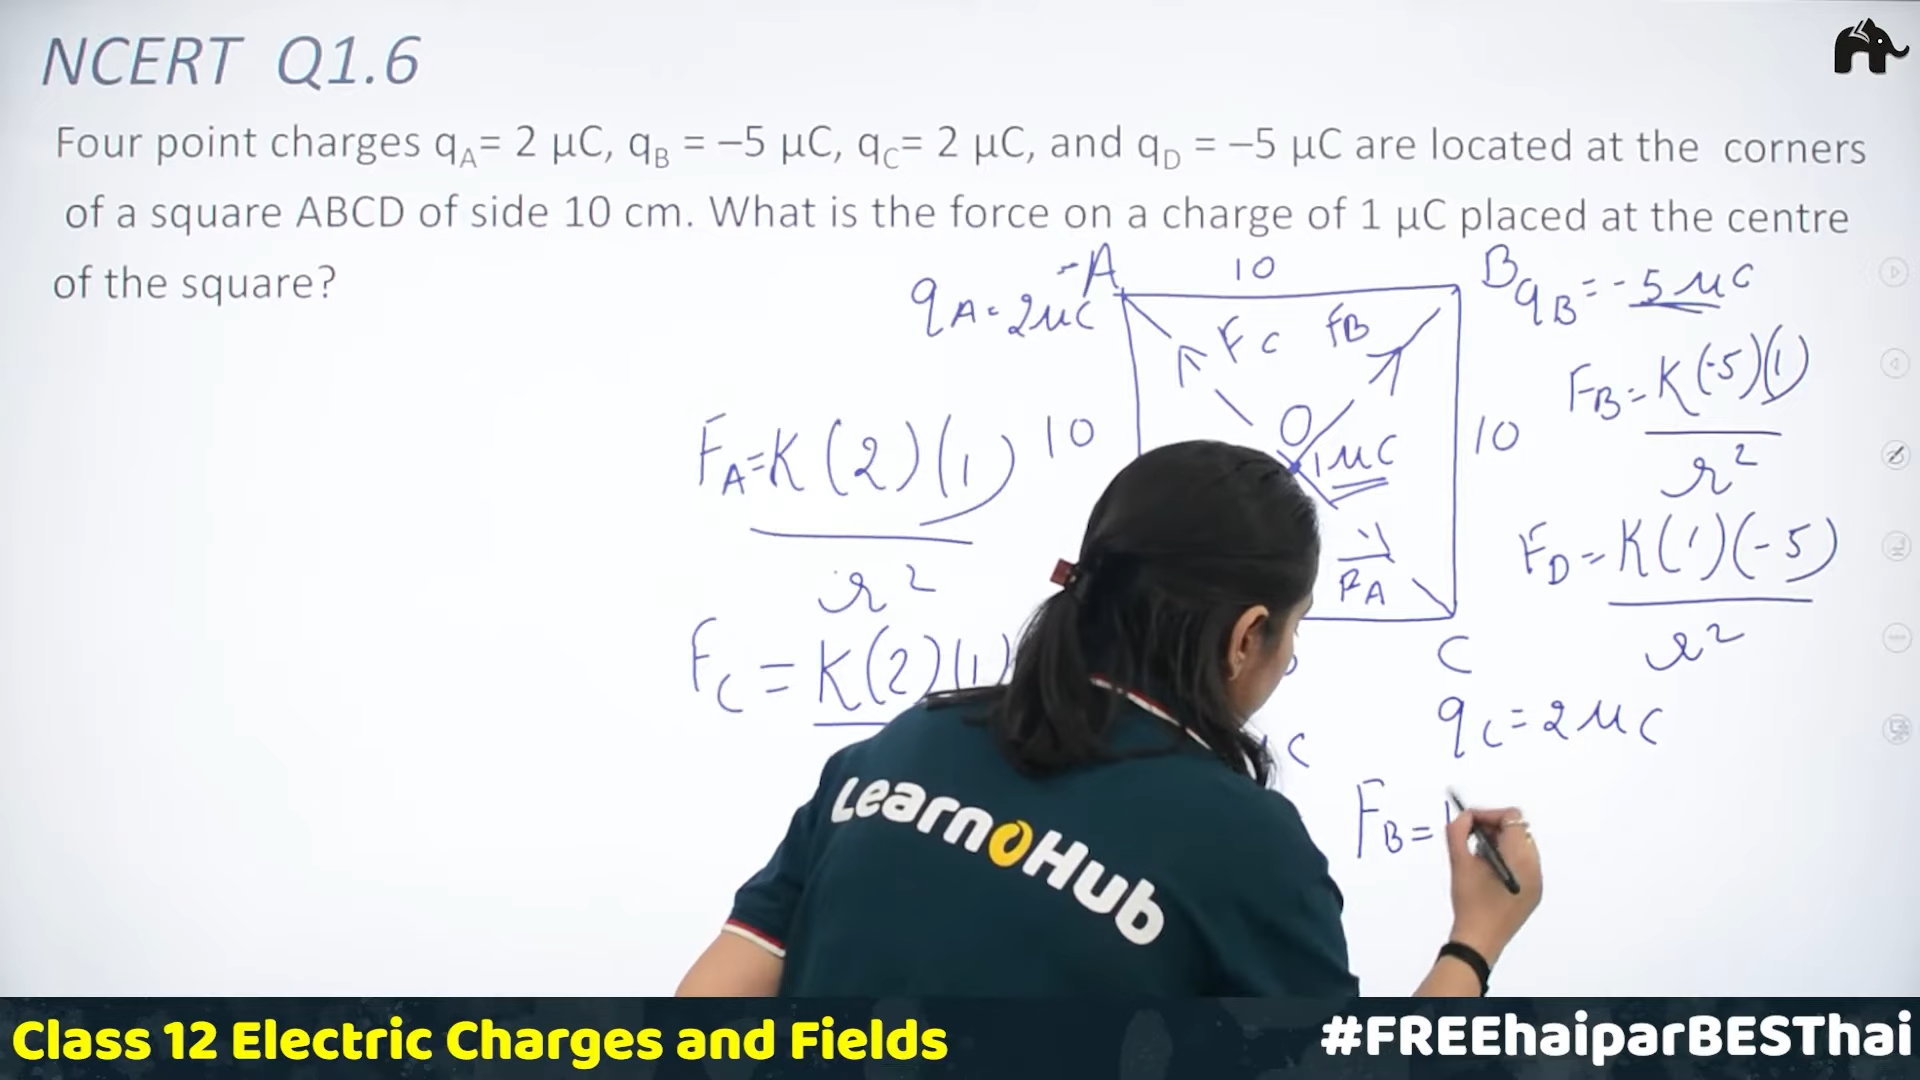 NCERT Q1.6
Four point charges qA= 2 μC, qB = –5 μC, qC= 2 μC, and qD = –5 μC are located at the corners
of a square ABCD of side 10 cm. What is the force on a charge of 1 μC placed at the centre
of the square?
A
10
B
qA = 2μC
qB = -5 μC
FC
FB
FB = K(-5)(1)
r²
O
1μC
10
10
FA = K(2)(1)
r²
FA
FD = K(1)(-5)
r²
FC = K(2)(1)
C
C
qC = 2μC
FB =
LearnoHub
Class 12 Electric Charges and Fields
#FREEhaiparBESThai